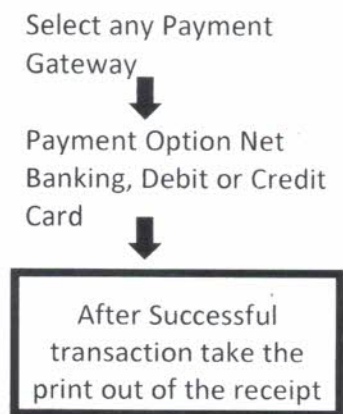 Select any Payment
Gateway
Payment Option Net
Banking, Debit or Credit
Card
After Successful
transaction take the
print out of the receipt